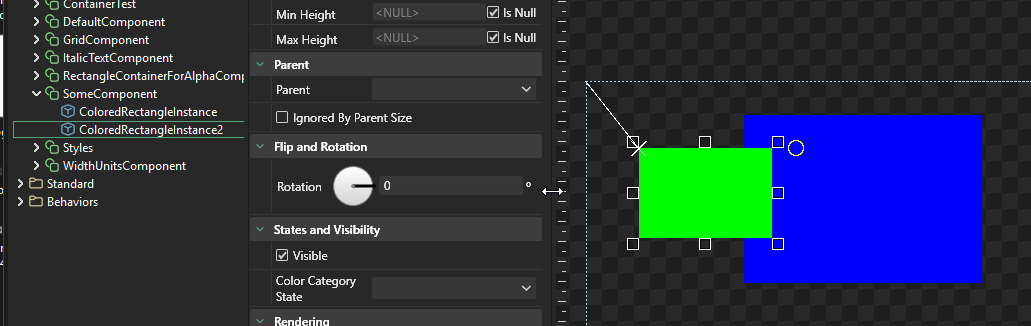 ContainerTest
DefaultComponent
GridComponent
ItalicTextComponent
RectangleContainerForAlphaComp
SomeComponent
ColoredRectangleInstance
ColoredRectangleInstance2
Styles
WidthUnitsComponent
Standard
Behaviors
Min Height <NULL> Is Null
Max Height <NULL> Is Null
Parent
Parent
Ignored By Parent Size
Flip and Rotation
Rotation 0 º
States and Visibility
Visible
Color Category
State
Rendering